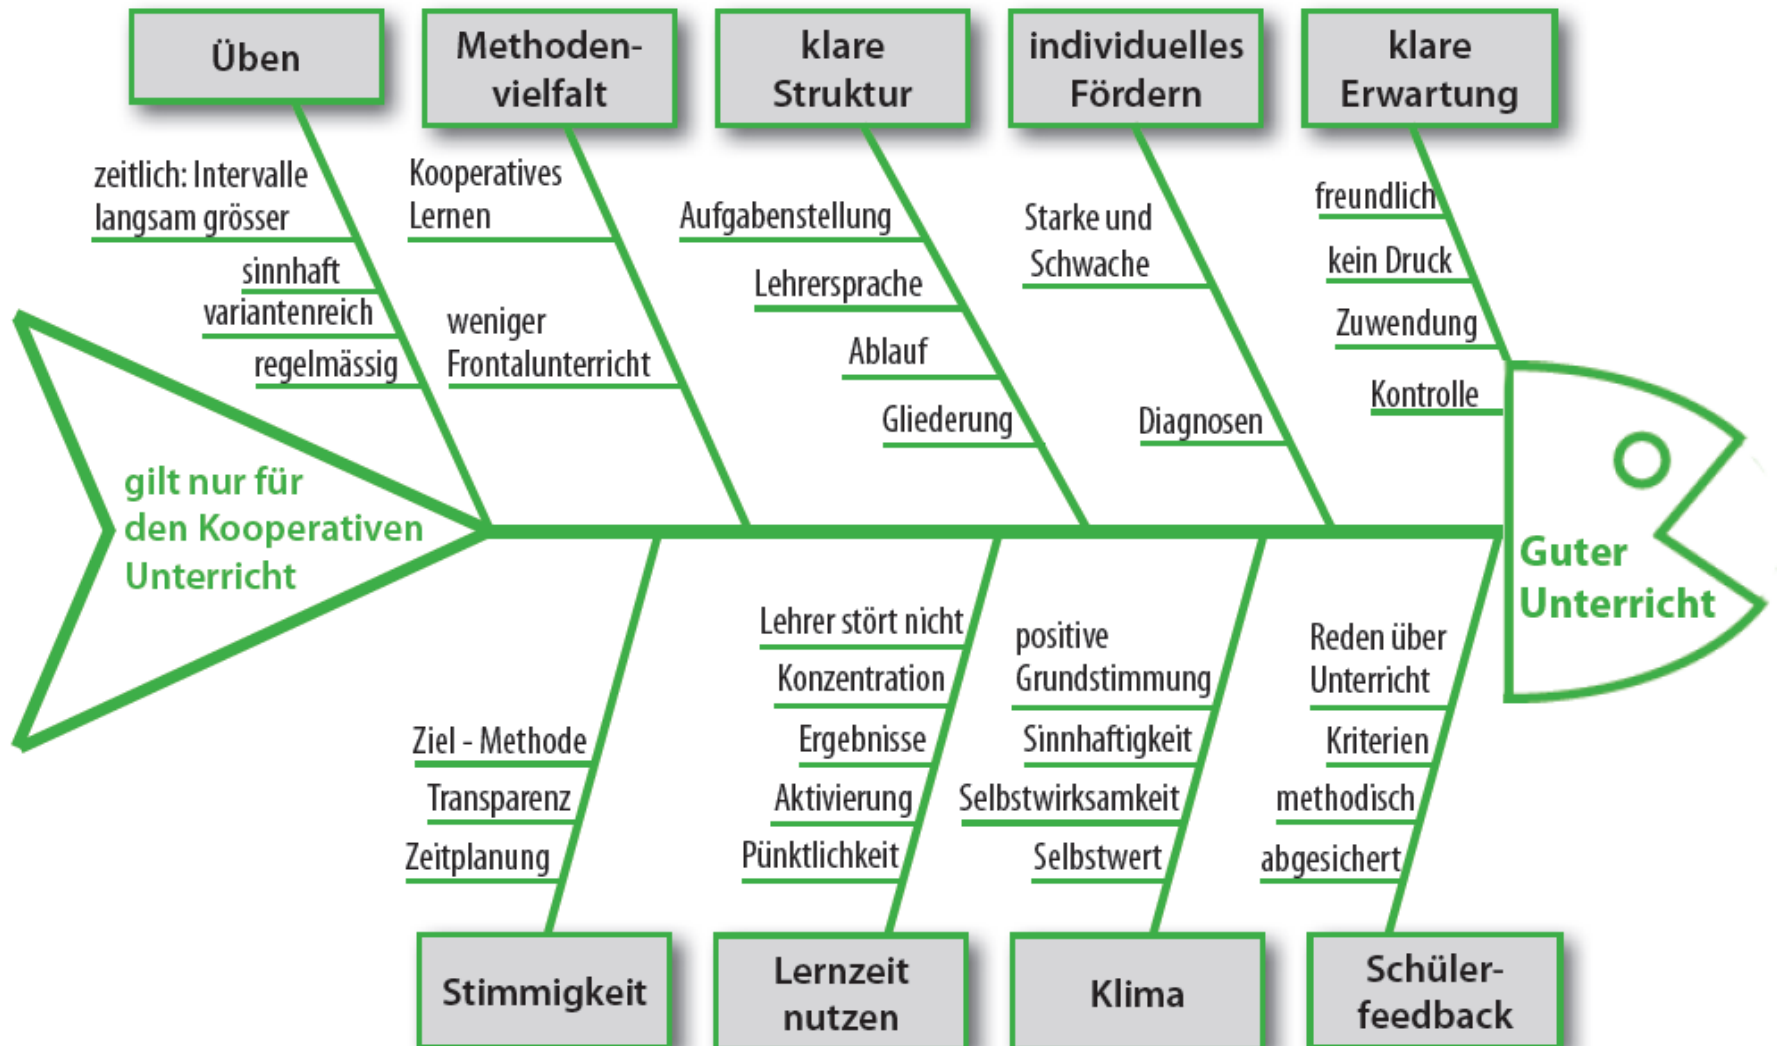 Üben
Methoden-
vielfalt
klare
Struktur
individuelles
Fördern
klare
Erwartung
zeitlich: Intervalle
langsam grösser
sinnhaft
variantenreich
regelmässig
Kooperatives
Lernen
weniger
Frontalunterricht
Aufgabenstellung
Lehrersprache
Ablauf
Gliederung
Starke und
Schwache
Diagnosen
freundlich
kein Druck
Zuwendung
Kontrolle
gilt nur für
den Kooperativen
Unterricht
Guter
Unterricht
Ziel - Methode
Transparenz
Zeitplanung
Lehrer stört nicht
Konzentration
Ergebnisse
Aktivierung
Pünktlichkeit
positive
Grundstimmung
Sinnhaftigkeit
Selbstwirksamkeit
Selbstwert
Reden über
Unterricht
Kriterien
methodisch
abgesichert
Stimmigkeit
Lernzeit
nutzen
Klima
Schüler-
feedback